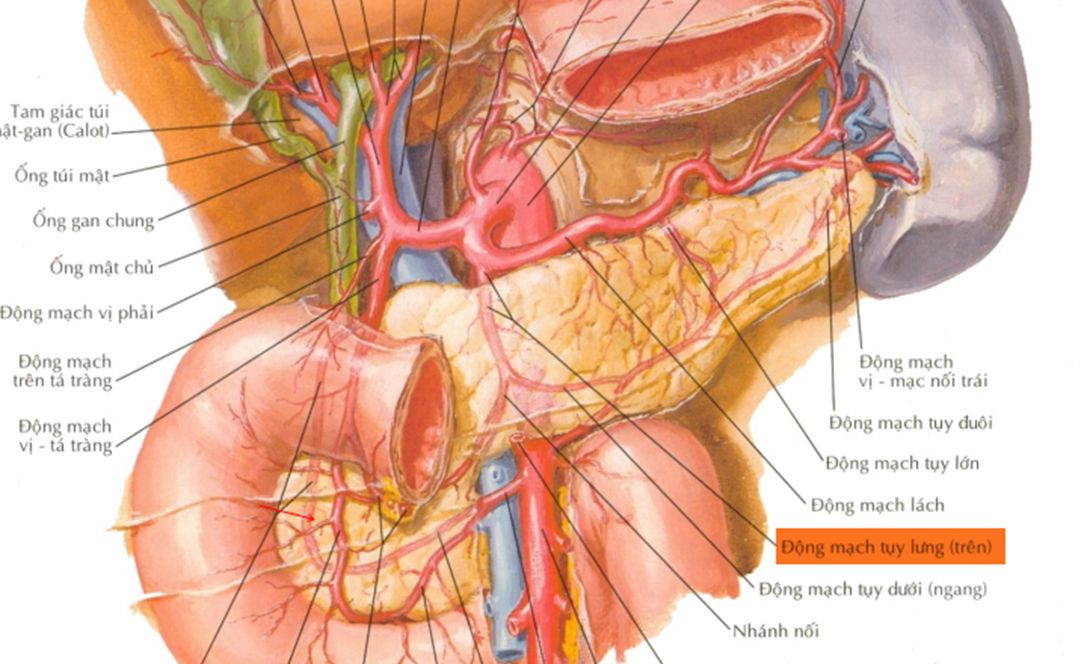 Tam giác túi
mật-gan (Calot)
Ống túi mật
Ống gan chung
Ống mật chủ
Động mạch vị phải
Động mạch
trên tá tràng
Động mạch
vị - tá tràng
Động mạch
vị - mạc nối trái
Động mạch tụy đuôi
Động mạch tụy lớn
Động mạch lách
Động mạch tụy lưng (trên)
Động mạch tụy dưới (ngang)
Nhánh nối